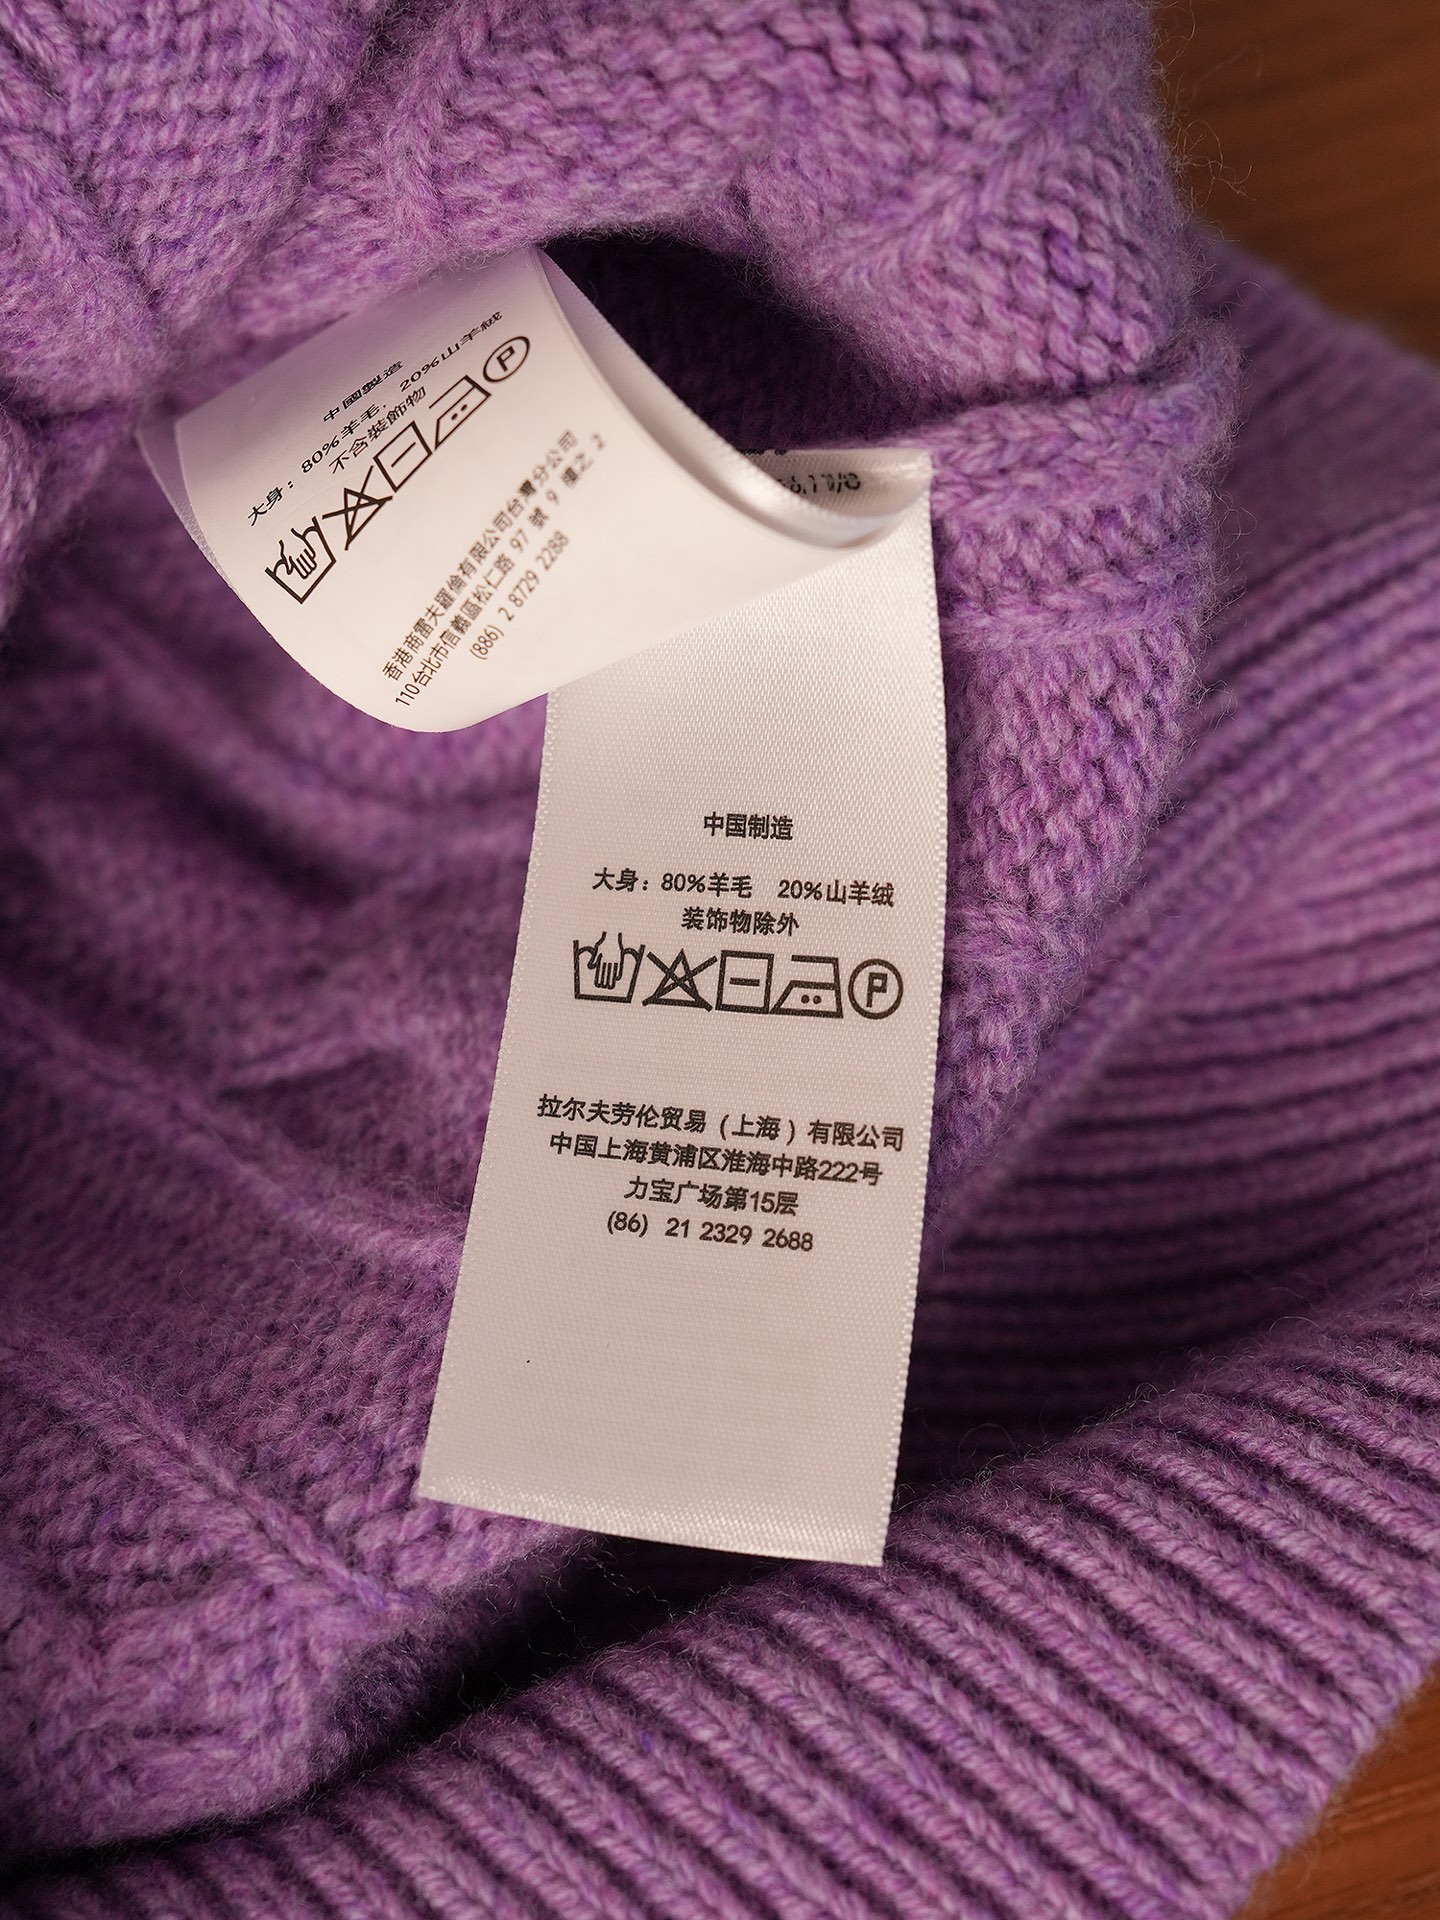 中國製造
大身：80%羊毛， 20%山羊絨
不含裝飾物
P
香港商雷夫羅倫有限公司台灣分公司
110台北市信義區松仁路 97 號 9 樓之 2
(886) 2 8729 2288
中国制造
大身：80%羊毛 20%山羊绒
装饰物除外
P
拉尔夫劳伦贸易（上海）有限公司
中国上海黄浦区淮海中路222号
力宝广场第15层
(86) 21 2329 2688